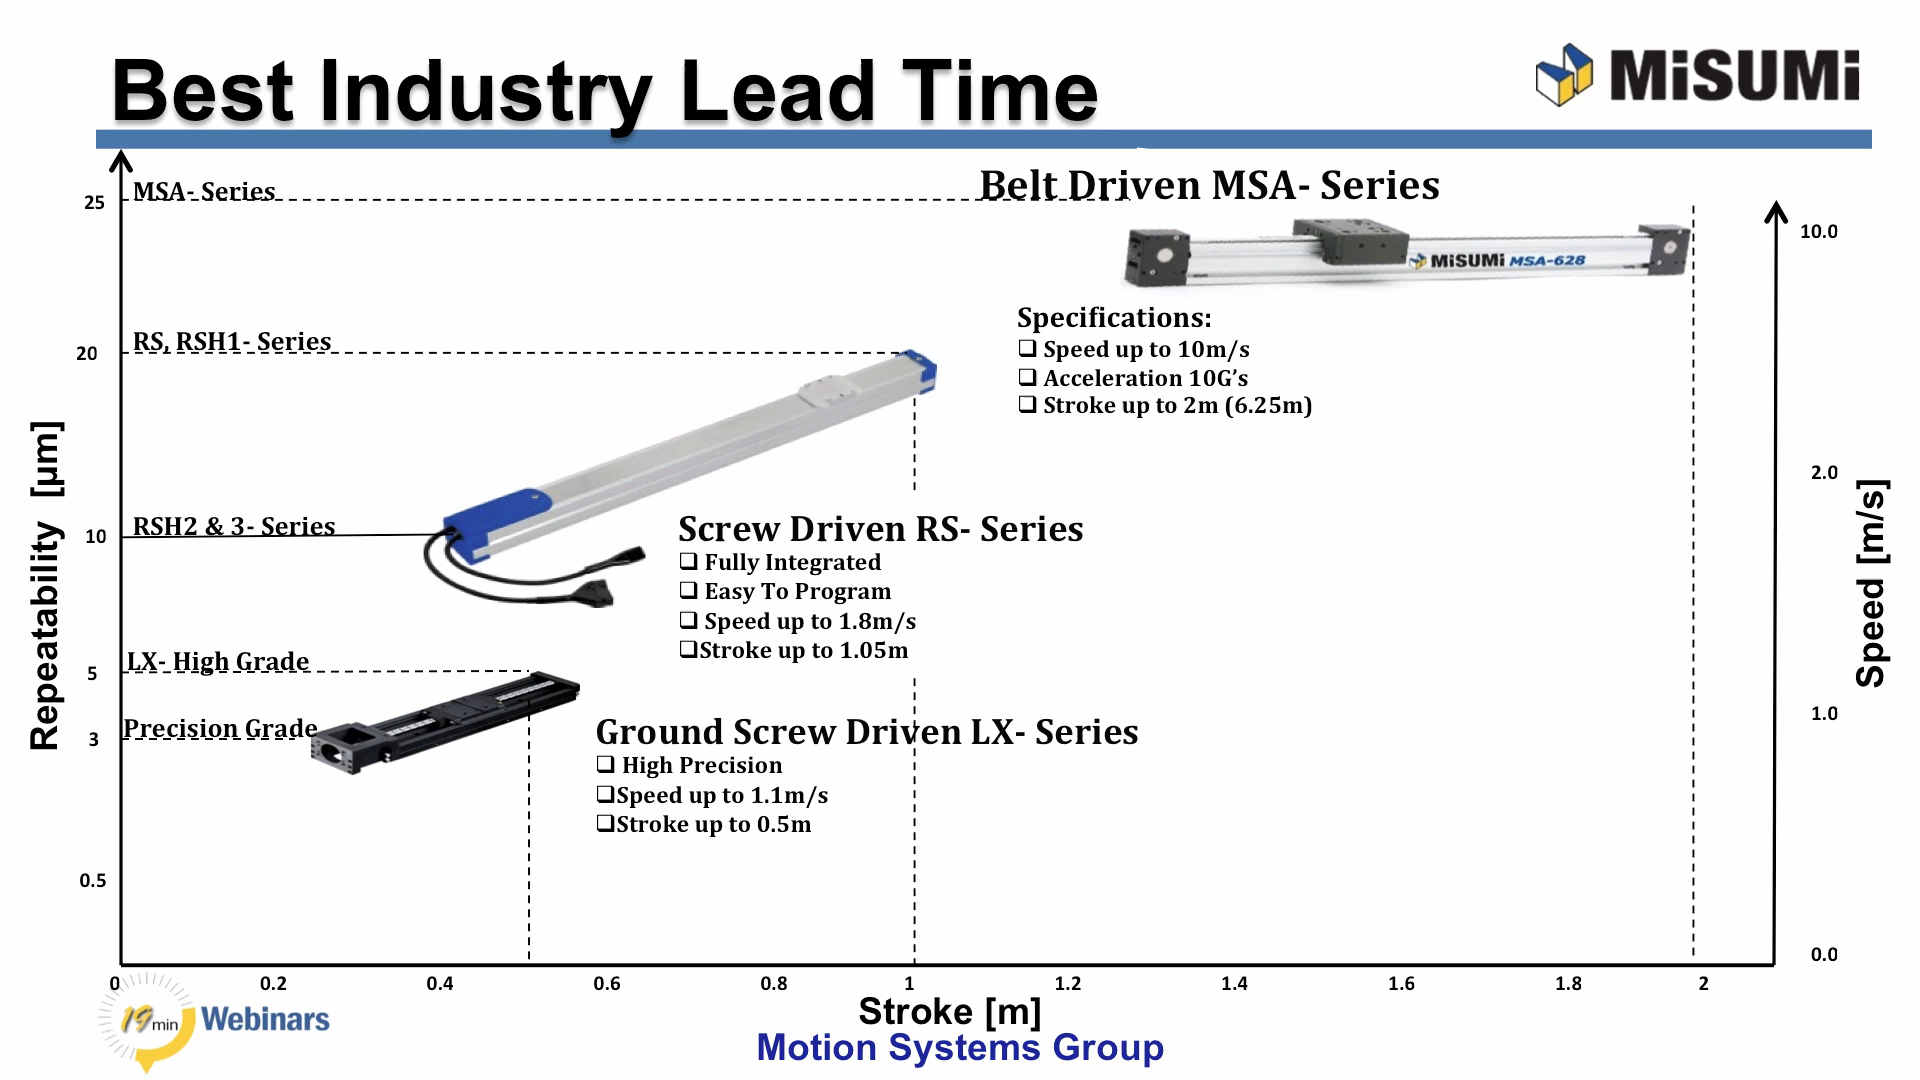 Best Industry Lead Time
MiSUMi
25
MSA- Series
Belt Driven MSA- Series
10.0
MiSUMi MSA-628
Specifications:
❑ Speed up to 10m/s
❑ Acceleration 10G’s
❑ Stroke up to 2m (6.25m)
20
RS, RSH1- Series
2.0
Repeatability [µm]
Speed [m/s]
10
RSH2 & 3- Series
Screw Driven RS- Series
❑ Fully Integrated
❑ Easy To Program
❑ Speed up to 1.8m/s
❑Stroke up to 1.05m
5
LX- High Grade
1.0
3
Precision Grade
Ground Screw Driven LX- Series
❑ High Precision
❑Speed up to 1.1m/s
❑Stroke up to 0.5m
0.5
0.0
0 0.2 0.4 0.6 0.8 1 1.2 1.4 1.6 1.8 2
Stroke [m]
19 min Webinars
Motion Systems Group